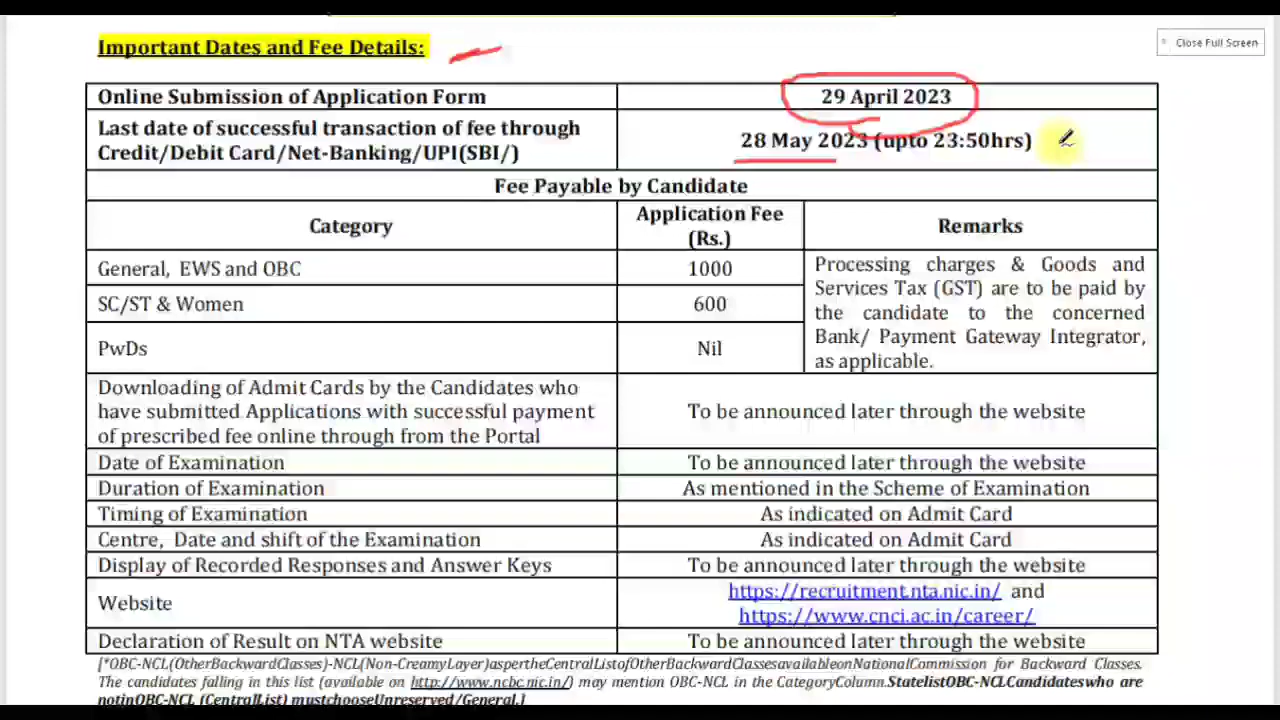 Important Dates and Fee Details:
Close Full Screen
Online Submission of Application Form
29 April 2023
Last date of successful transaction of fee through
Credit/Debit Card/Net-Banking/UPI(SBI/)
28 May 2023 (upto 23:50hrs)
Fee Payable by Candidate
Category
Application Fee
(Rs.)
Remarks
General, EWS and OBC
1000
SC/ST & Women
600
PwDs
Nil
Processing charges & Goods and
Services Tax (GST) are to be paid by
the candidate to the concerned
Bank/ Payment Gateway Integrator,
as applicable.
Downloading of Admit Cards by the Candidates who
have submitted Applications with successful payment
of prescribed fee online through from the Portal
To be announced later through the website
Date of Examination
To be announced later through the website
Duration of Examination
As mentioned in the Scheme of Examination
Timing of Examination
As indicated on Admit Card
Centre, Date and shift of the Examination
As indicated on Admit Card
Display of Recorded Responses and Answer Keys
To be announced later through the website
Website
https://recruitment.nta.nic.in/ and
https://www.cnci.ac.in/career/
Declaration of Result on NTA website
To be announced later through the website
[*OBC-NCL(OtherBackwardClasses)-NCL(Non-CreamyLayer)aspertheCentralListofOtherBackwardClassesavailableonNationalCommission for Backward Classes.
The candidates falling in this list (available on http://www.ncbc.nic.in/) may mention OBC-NCL in the CategoryColumn.StatelistOBC-NCLCandidateswho are
notinOBC-NCL (CentralList) mustchooseUnreserved/General.]